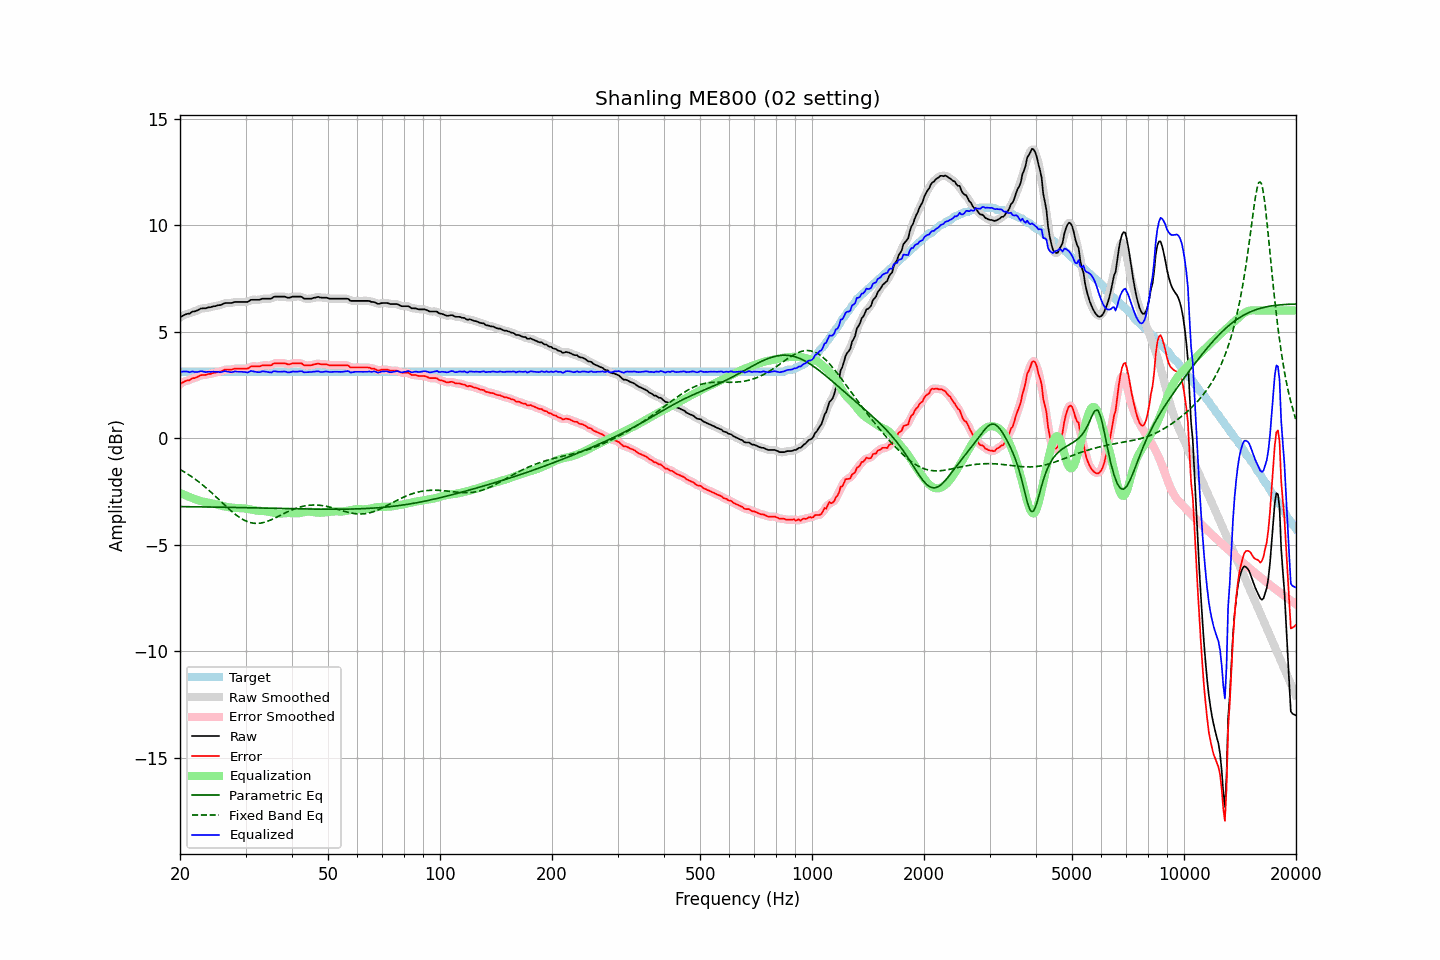 Shanling ME800 (02 setting)
Amplitude (dBr)
15
10
5
0
−5
−10
−15
Target
Raw Smoothed
Error Smoothed
Raw
Error
Equalization
Parametric Eq
Fixed Band Eq
Equalized
20 50 100 200 500 1000 2000 5000 10000 20000
Frequency (Hz)